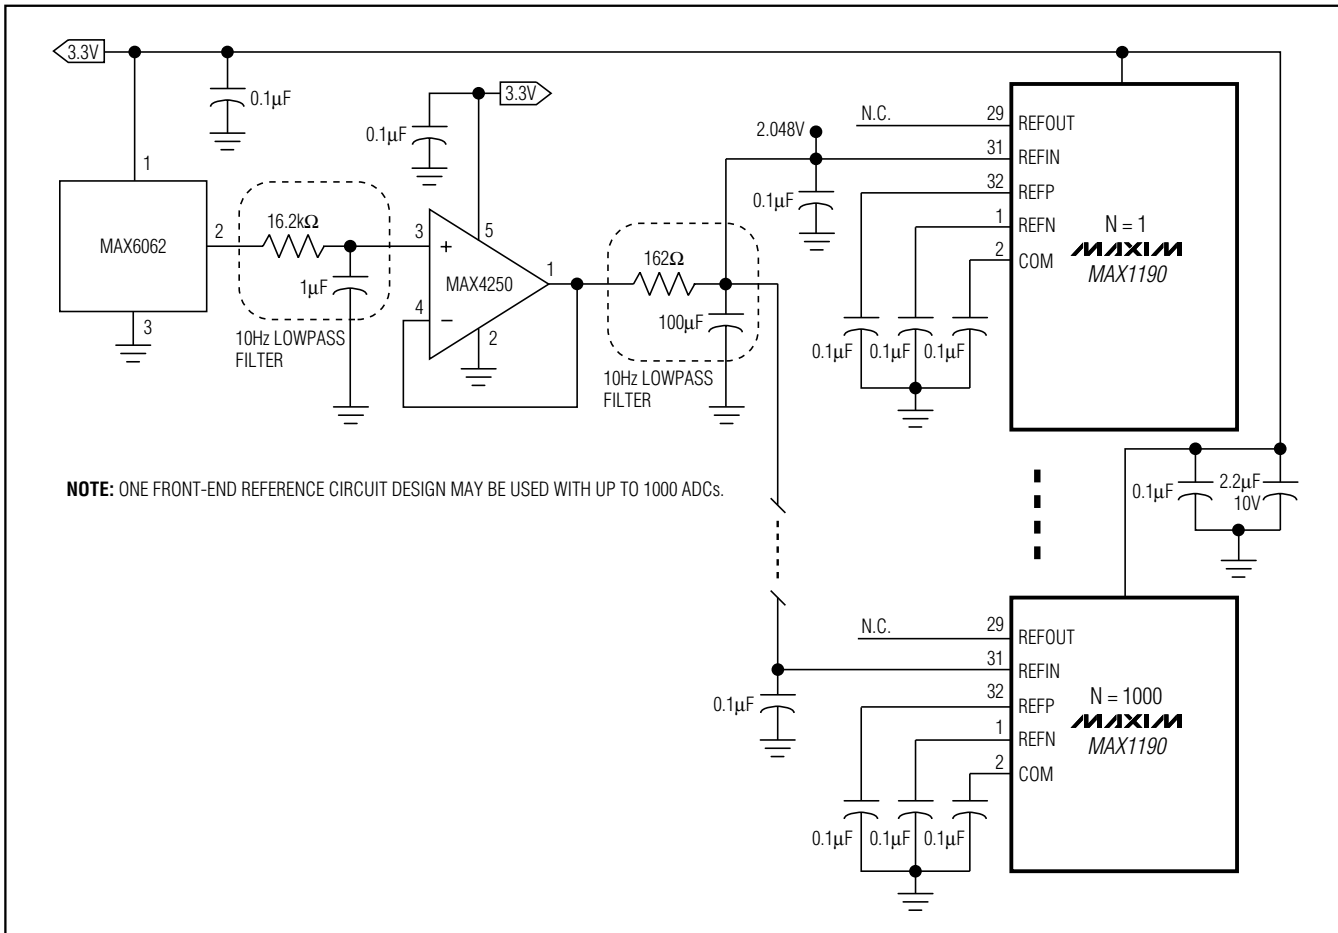 3.3V
0.1µF
1
MAX6062
2
3
16.2kΩ
1µF
10Hz LOWPASS
FILTER
3.3V
0.1µF
3
+
5
MAX4250
1
4
−
2
162Ω
100µF
10Hz LOWPASS
FILTER
2.048V
0.1µF
N.C.
29
REFOUT
31
REFIN
32
REFP
1
REFN
2
COM
N = 1
MAXIM
MAX1190
0.1µF
0.1µF
0.1µF
NOTE: ONE FRONT-END REFERENCE CIRCUIT DESIGN MAY BE USED WITH UP TO 1000 ADCs.
0.1µF
2.2µF
10V
N.C.
29
REFOUT
31
REFIN
32
REFP
1
REFN
2
COM
N = 1000
MAXIM
MAX1190
0.1µF
0.1µF
0.1µF
0.1µF